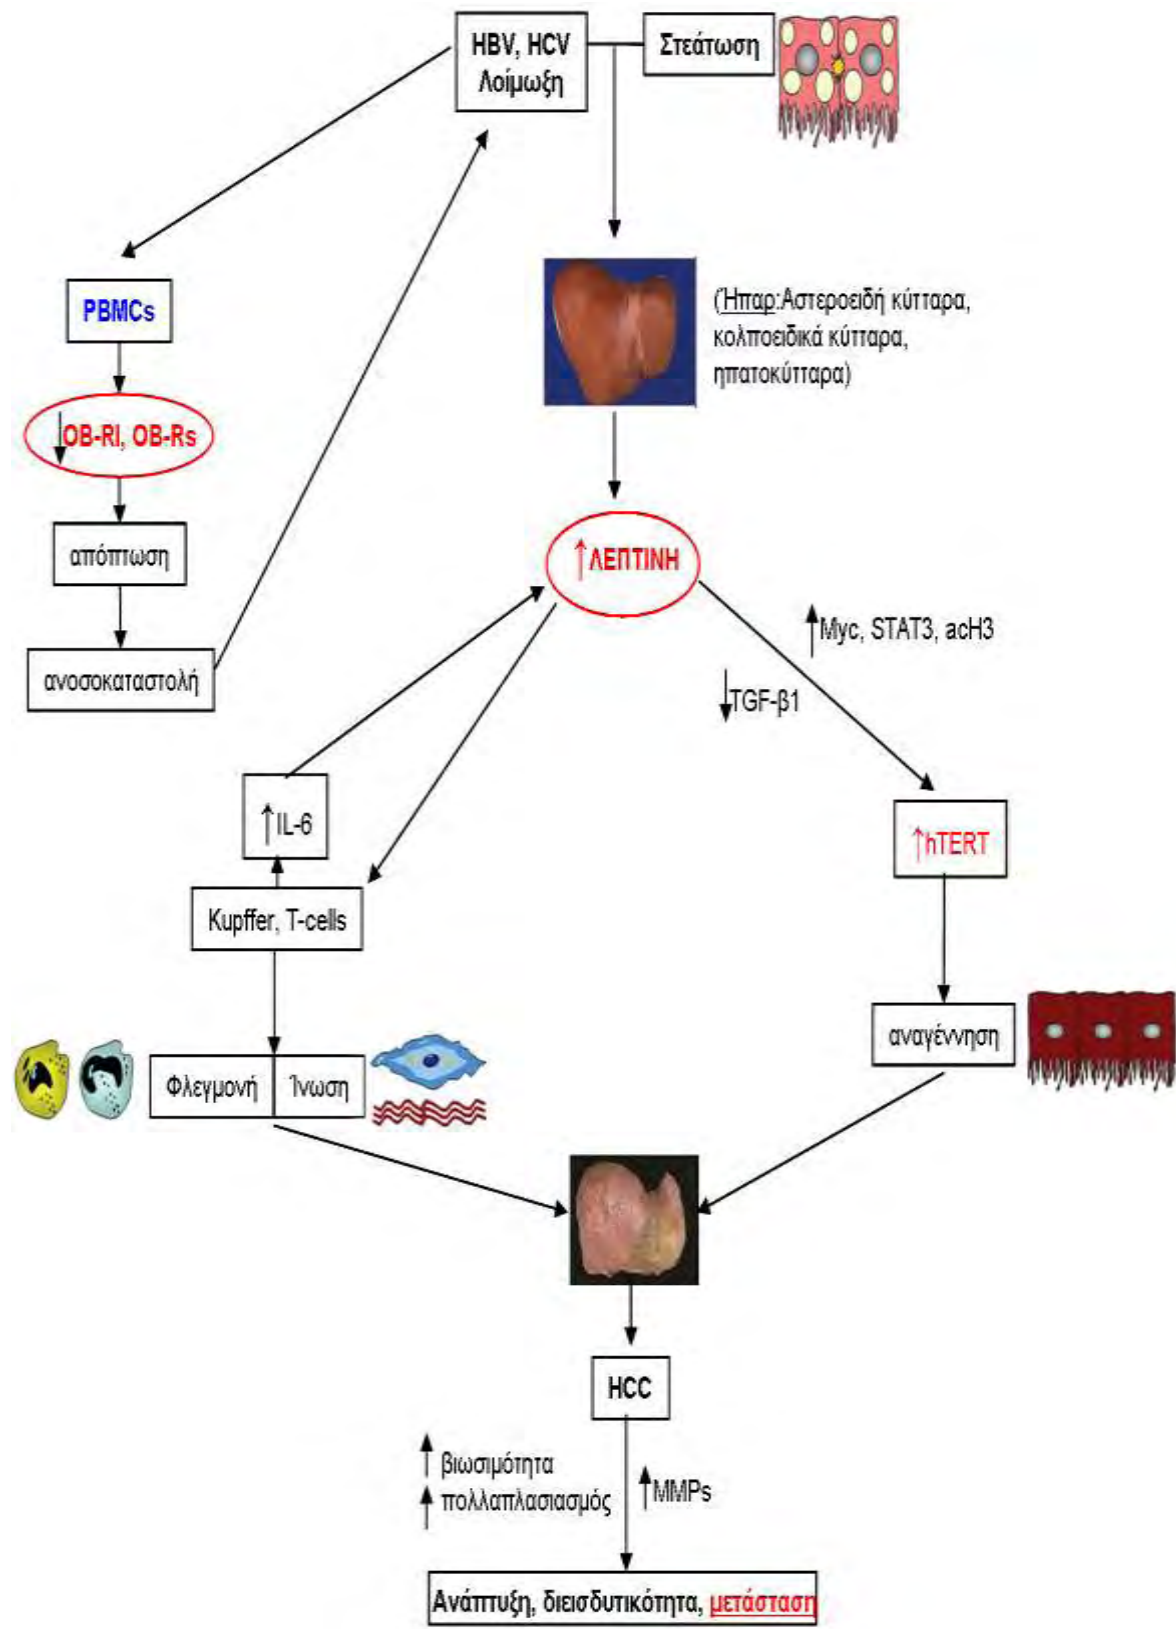 HBV, HCV
Λοίμωξη
Στεάτωση
PBMCs
(Ήπαρ:Αστεροειδή κύτταρα,
κολποειδικά κύτταρα,
ηπατοκύτταρα)
↓OB-Rl, OB-Rs
απόπτωση
↑ΛΕΠΤΙΝΗ
↑Myc, STAT3, acH3
ανοσοκαταστολή
↓TGF-β1
↑IL-6
↑hTERT
Kupffer, T-cells
αναγέννηση
Φλεγμονή Ίνωση
HCC
↑ βιωσιμότητα
↑ πολλαπλασιασμός
↑MMPs
Ανάπτυξη, διεισδυτικότητα, μετάσταση